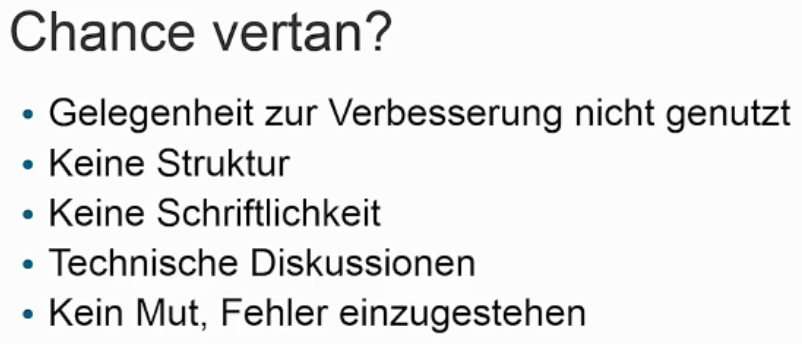 Chance vertan?
• Gelegenheit zur Verbesserung nicht genutzt
• Keine Struktur
• Keine Schriftlichkeit
• Technische Diskussionen
• Kein Mut, Fehler einzugestehen